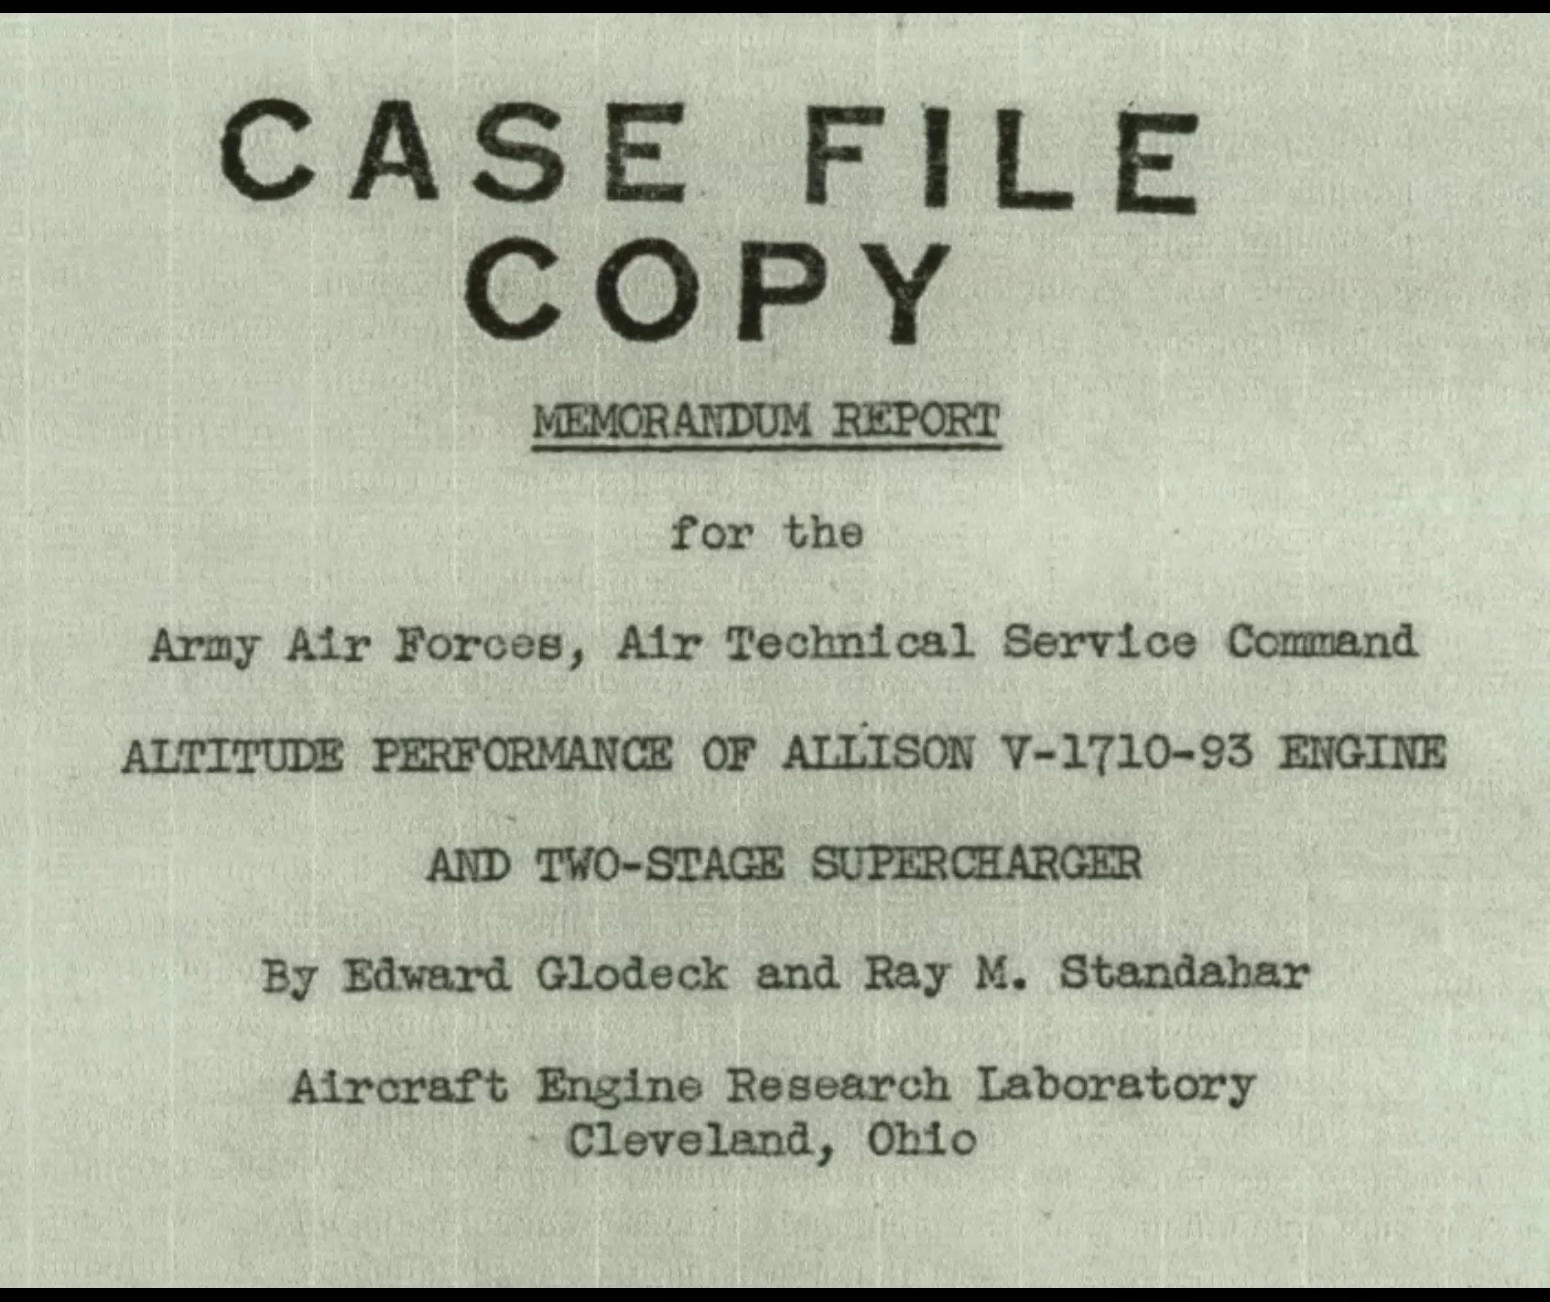 CASE FILE
COPY
MEMORANDUM REPORT
for the
Army Air Forces, Air Technical Service Command
ALTITUDE PERFORMANCE OF ALLISON V-1710-93 ENGINE
AND TWO-STAGE SUPERCHARGER
By Edward Glodeck and Ray M. Standahar
Aircraft Engine Research Laboratory
Cleveland, Ohio